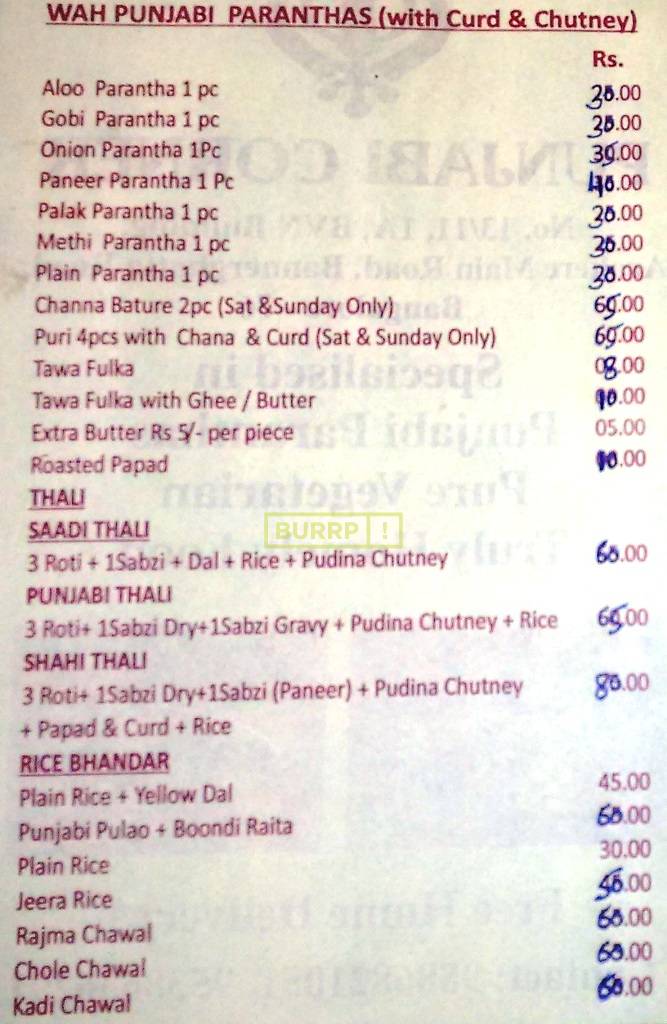 WAH PUNJABI PARANTHAS (with Curd & Chutney)
Rs.
Aloo Parantha 1 pc 30.00
Gobi Parantha 1 pc 30.00
Onion Parantha 1Pc 35.00
Paneer Parantha 1 Pc 40.00
Palak Parantha 1 pc 30.00
Methi Parantha 1 pc 30.00
Plain Parantha 1 pc
Channa Bature 2pc (Sat &Sunday Only) 65.00
Puri 4pcs with Chana & Curd (Sat & Sunday Only) 65.00
Tawa Fulka 08.00
Tawa Fulka with Ghee / Butter 10.00
Extra Butter Rs 5/- per piece 05.00
Roasted Papad 10.00
THALI
SAADI THALI
BURRP !
3 Roti + 1Sabzi + Dal + Rice + Pudina Chutney 60.00
PUNJABI THALI
3 Roti+ 1Sabzi Dry+1Sabzi Gravy + Pudina Chutney + Rice 65.00
SHAHI THALI
3 Roti+ 1Sabzi Dry+1Sabzi (Paneer) + Pudina Chutney 80.00
+ Papad & Curd + Rice
RICE BHANDAR
Plain Rice + Yellow Dal 45.00
Punjabi Pulao + Boondi Raita 60.00
Plain Rice 30.00
Jeera Rice
Rajma Chawal 60.00
Chole Chawal 60.00
Kadi Chawal 60.00